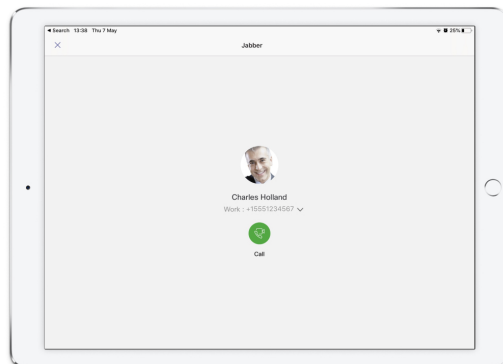 Search 13:38 Thu 7 May 25%
Jabber
Charles Holland
Work : +15551234567
Call